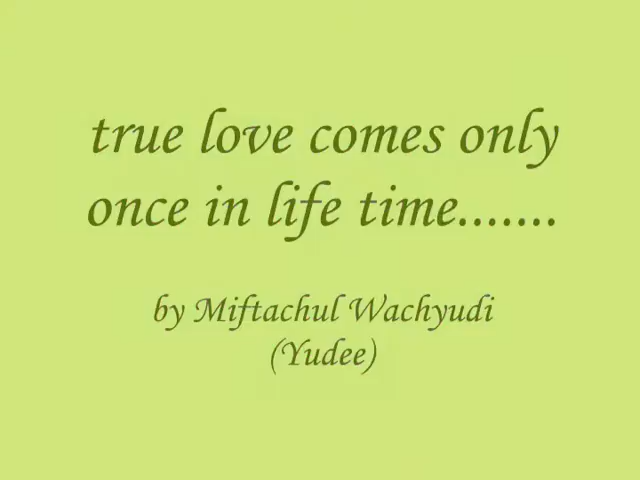 true love comes only
once in life time.......
by Miftachul Wachyudi
(Yudee)